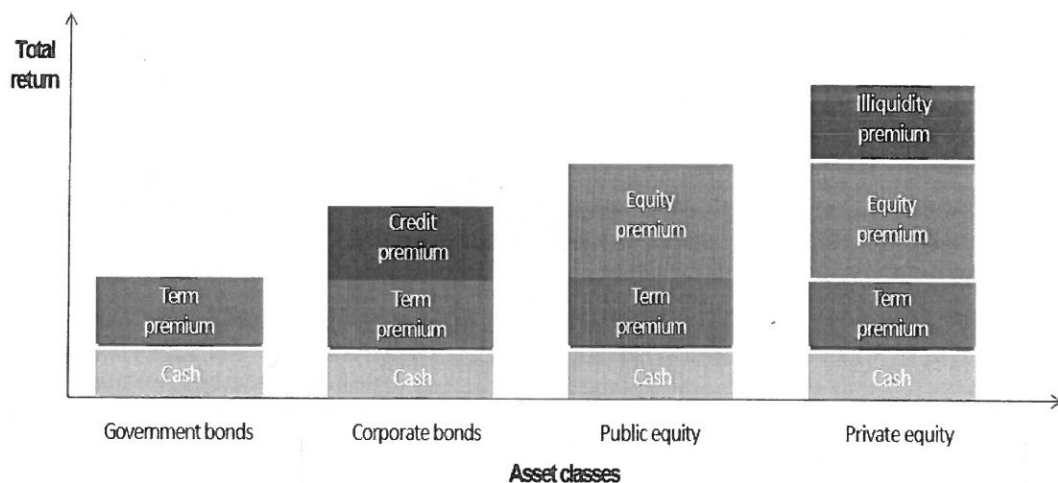 Total
return
Illiquidity
premium
Equity
premium
Equity
premium
Credit
premium
Term
premium
Term
premium
Term
premium
Term
premium
Cash
Cash
Cash
Cash
Government bonds
Corporate bonds
Public equity
Private equity
Asset classes